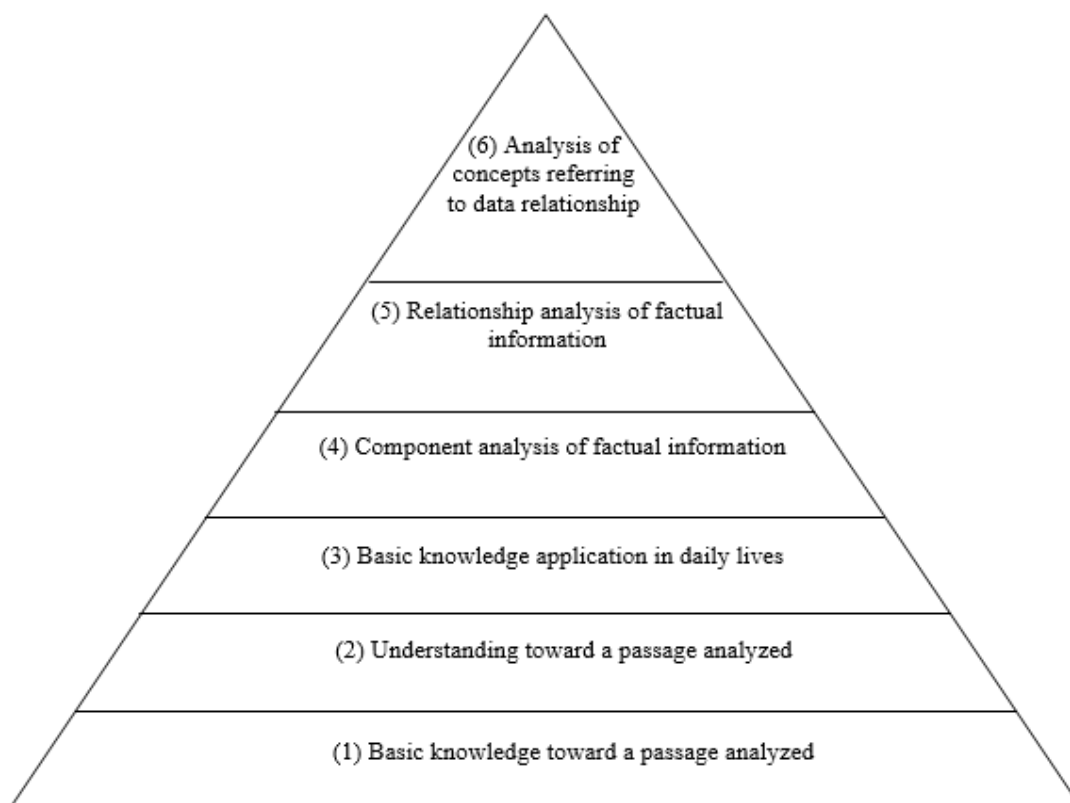 (6) Analysis of
concepts referring
to data relationship
(5) Relationship analysis of factual
information
(4) Component analysis of factual information
(3) Basic knowledge application in daily lives
(2) Understanding toward a passage analyzed
(1) Basic knowledge toward a passage analyzed